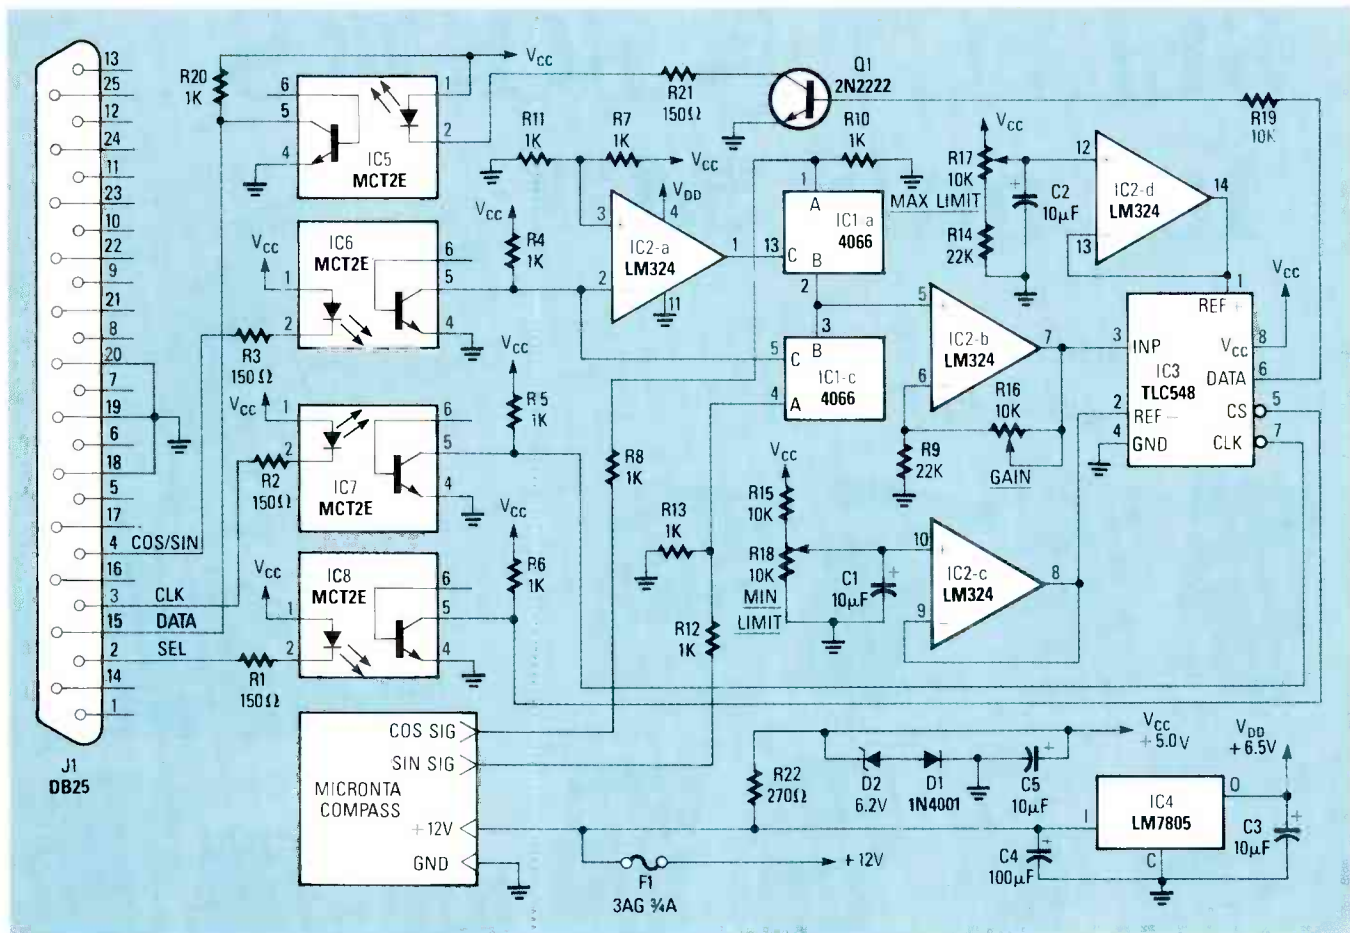 13
25
12
24
11
23
10
22
9
21
8
20
7
19
6
18
5
17
4 COS/SIN
16
3 CLK
15 DATA
2 SEL
14
1
J1
DB25
R20
1K
VCC
6
5
4
1
2
IC5
MCT2E
R21
150Ω
Q1
2N2222
R19
10K
VCC
IC6
MCT2E
1
2
6
5
4
R3
150Ω
VCC
1
2
IC7
MCT2E
6
5
4
R2
150Ω
VCC
IC8
MCT2E
1
2
6
5
4
R1
150Ω
VCC
R4
1K
VCC
R5
1K
VCC
R6
1K
R11
1K
R7
1K
VCC
VDD
3
4
2
11
1
IC2-a
LM324
R10
1K
1
A
13
C
B
2
IC1-a
4066
3
B
5
C
4
A
IC1-c
4066
R8
1K
R13
1K
R12
1K
VCC
R17
10K
MAX LIMIT
R14
22K
C2
10µF
+
12
13
14
IC2-d
LM324
5
6
7
IC2-b
LM324
R16
10K
GAIN
R9
22K
VCC
R15
10K
R18
10K
MIN
LIMIT
C1
10µF
+
10
9
−
8
IC2-c
LM324
1
REF +
VCC
3
INP
VCC
8
IC3
TLC548
DATA
6
2
REF −
CS
5
4
GND
CLK
7
MICRONTA
COMPASS
COS SIG
SIN SIG
+12V
GND
F1
3AG ¾A
+12V
R22
270Ω
D2
6.2V
D1
1N4001
C5
10µF
+
VCC
+5.0V
VDD
+6.5V
I
O
C
IC4
LM7805
C4
100µF
+
C3
10µF
+